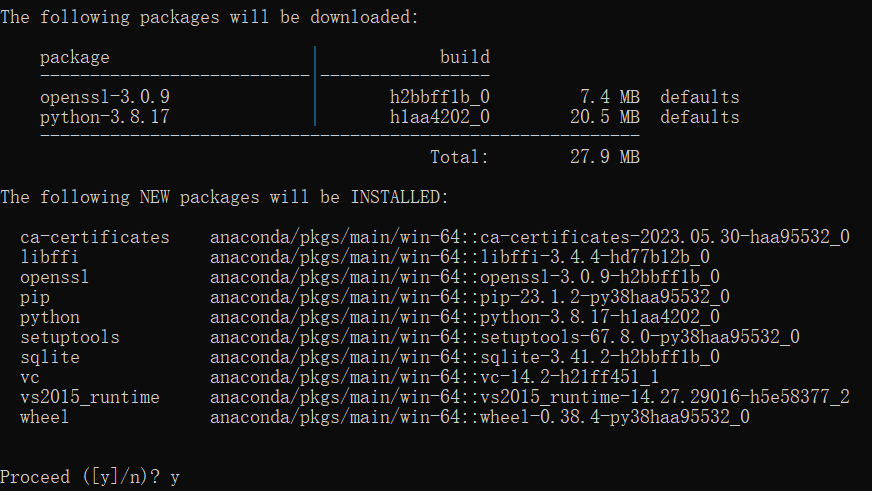 The following packages will be downloaded:
package | build
---------------------------|-----------------
openssl-3.0.9 | h2bbff1b_0 7.4 MB defaults
python-3.8.17 | h1aa4202_0 20.5 MB defaults
------------------------------------------------------------
Total: 27.9 MB
The following NEW packages will be INSTALLED:
ca-certificates anaconda/pkgs/main/win-64::ca-certificates-2023.05.30-haa95532_0
libffi anaconda/pkgs/main/win-64::libffi-3.4.4-hd77b12b_0
openssl anaconda/pkgs/main/win-64::openssl-3.0.9-h2bbff1b_0
pip anaconda/pkgs/main/win-64::pip-23.1.2-py38haa95532_0
python anaconda/pkgs/main/win-64::python-3.8.17-h1aa4202_0
setuptools anaconda/pkgs/main/win-64::setuptools-67.8.0-py38haa95532_0
sqlite anaconda/pkgs/main/win-64::sqlite-3.41.2-h2bbff1b_0
vc anaconda/pkgs/main/win-64::vc-14.2-h21ff451_1
vs2015_runtime anaconda/pkgs/main/win-64::vs2015_runtime-14.27.29016-h5e58377_2
wheel anaconda/pkgs/main/win-64::wheel-0.38.4-py38haa95532_0
Proceed ([y]/n)? y